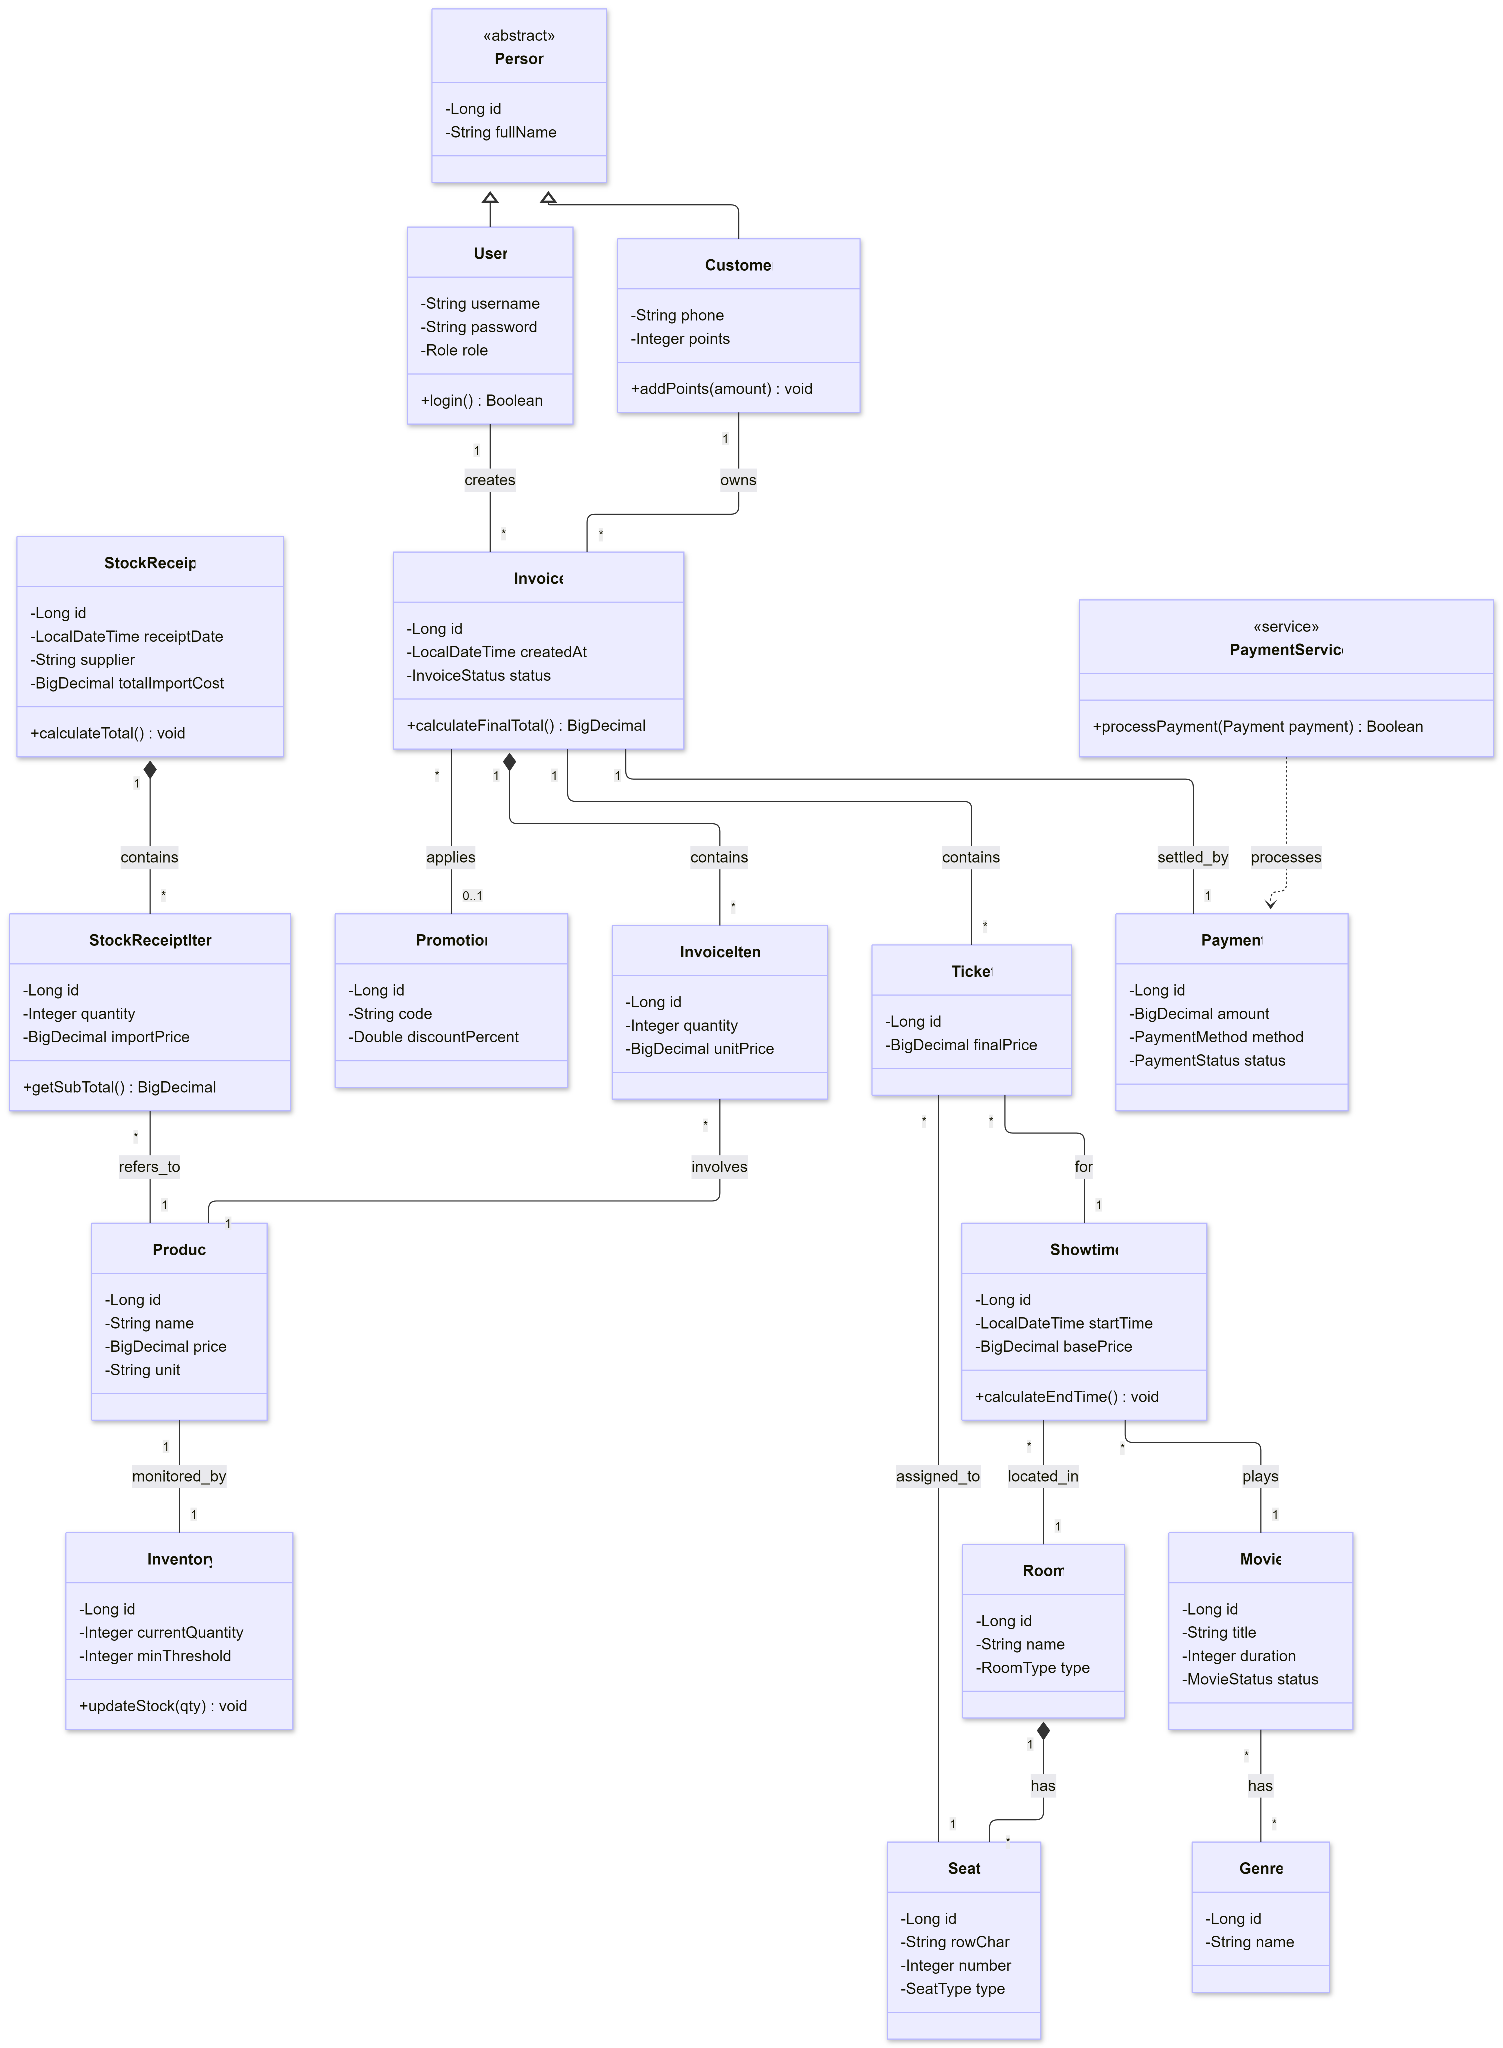 «abstract»
Person
-Long id
-String fullName
User
-String username
-String password
-Role role
+login() : Boolean
Custome
-String phone
-Integer points
+addPoints(amount) : void
1
creates
*
1
owns
*
StockReceip
-Long id
-LocalDateTime receiptDate
-String supplier
-BigDecimal totalImportCost
+calculateTotal() : void
Invoice
-Long id
-LocalDateTime createdAt
-InvoiceStatus status
+calculateFinalTotal() : BigDecimal
«service»
PaymentService
+processPayment(Payment payment) : Boolean
1
contains
*
*
applies
0..1
1
contains
*
1
contains
*
1
settled_by
1
processes
StockReceiptIter
-Long id
-Integer quantity
-BigDecimal importPrice
+getSubTotal() : BigDecimal
Promotion
-Long id
-String code
-Double discountPercent
InvoiceIten
-Long id
-Integer quantity
-BigDecimal unitPrice
Ticket
-Long id
-BigDecimal finalPrice
Payment
-Long id
-BigDecimal amount
-PaymentMethod method
-PaymentStatus status
*
refers_to
1
*
involves
1
*
assigned_to
1
*
for
1
Produc
-Long id
-String name
-BigDecimal price
-String unit
Showtime
-Long id
-LocalDateTime startTime
-BigDecimal basePrice
+calculateEndTime() : void
1
monitored_by
1
*
located_in
1
*
plays
1
Inventory
-Long id
-Integer currentQuantity
-Integer minThreshold
+updateStock(qty) : void
Room
-Long id
-String name
-RoomType type
Movie
-Long id
-String title
-Integer duration
-MovieStatus status
1
has
*
*
has
*
Seat
-Long id
-String rowChar
-Integer number
-SeatType type
Genre
-Long id
-String name